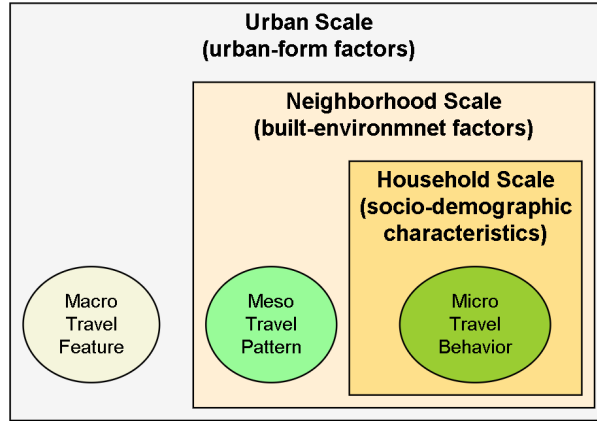 Urban Scale
(urban-form factors)
Neighborhood Scale
(built-environmnet factors)
Household Scale
(socio-demographic
characteristics)
Macro
Travel
Feature
Meso
Travel
Pattern
Micro
Travel
Behavior